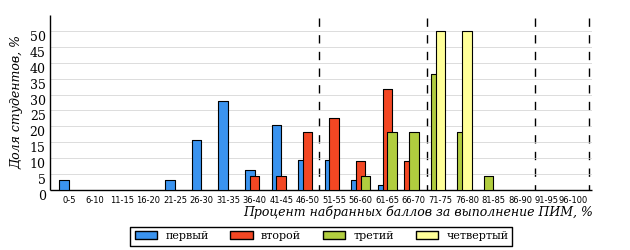 Доля студентов, %
50
45
40
35
30
25
20
15
10
5
0
0-5 6-10 11-15 16-20 21-25 26-30 31-35 36-40 41-45 46-50 51-55 56-60 61-65 66-70 71-75 76-80 81-85 86-90 91-95 96-100
Процент набранных баллов за выполнение ПИМ, %
первый второй третий четвертый